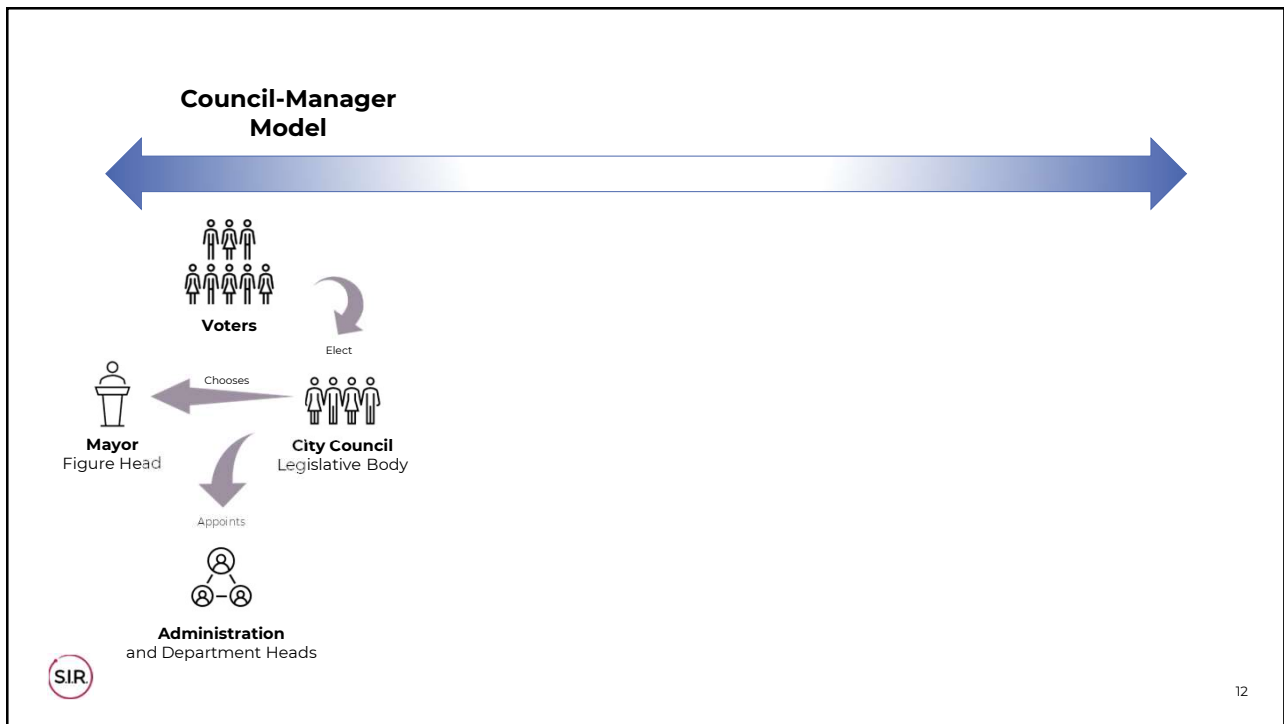 Council-Manager
Model
Voters
Elect
Chooses
Mayor
Figure Head
City Council
Legislative Body
Appoints
Administration
and Department Heads
S.I.R.
12